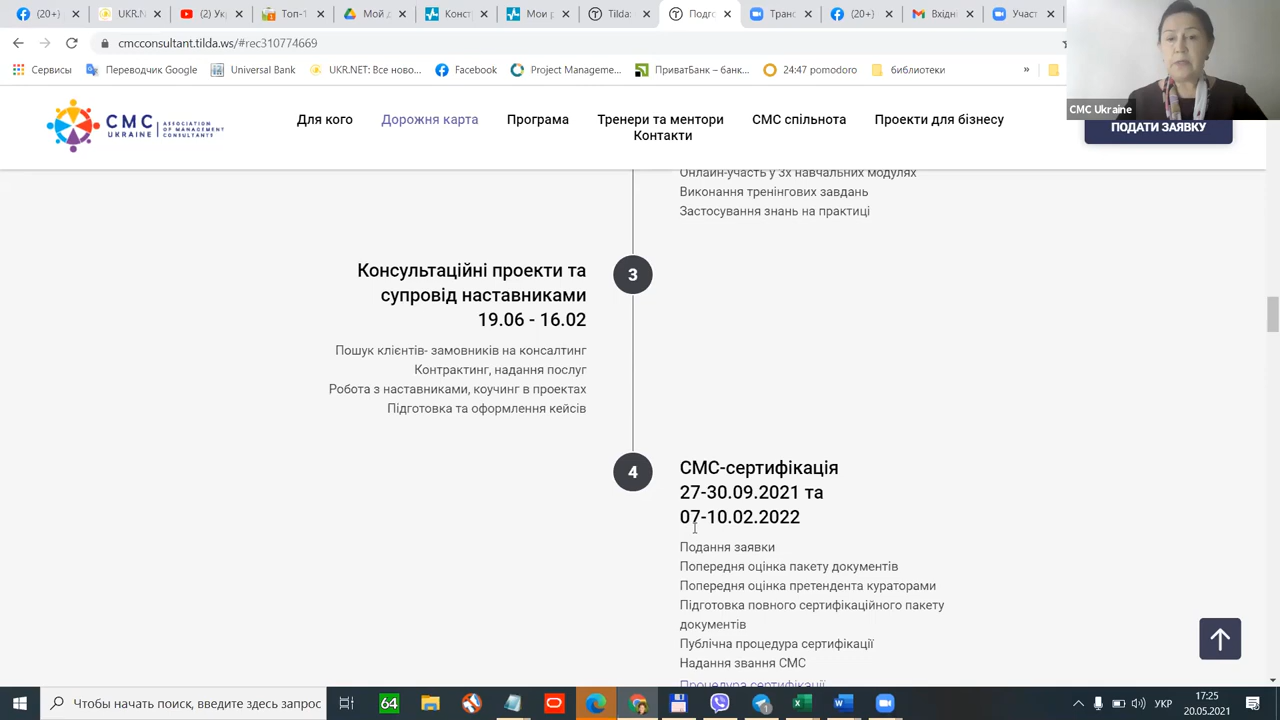 (20+)
UKR.N
Association of M
(20) «Ук
Консульта
Tilda
Подго
Транс
(20+)
Вхідн
Участ
cmcconsultant.tilda.ws/#rec310774669
Сервисы
Переводчик Google
Universal Bank
UKR.NET: Все ново...
Facebook
Project Manageme...
ПриватБанк – банк...
24:47 pomodoro
библиотеки
»
CMC Ukraine
CMC
UKRAINE
ASSOCIATION
OF MANAGEMENT
CONSULTANTS
Для кого
Дорожня карта
Програма
Тренери та ментори
СМС спільнота
Проекти для бізнесу
Контакти
ПОДАТИ ЗАЯВКУ
Онлайн-участь у 3х навчальних модулях
Виконання тренінгових завдань
Застосування знань на практиці
3
Консультаційні проекти та
супровід наставниками
19.06 - 16.02
Пошук клієнтів- замовників на консалтинг
Контрактинг, надання послуг
Робота з наставниками, коучинг в проектах
Підготовка та оформлення кейсів
4
СМС-сертифікація
27-30.09.2021 та
07-10.02.2022
Подання заявки
Попередня оцінка пакету документів
Попередня оцінка претендента кураторами
Підготовка повного сертифікаційного пакету
документів
Публічна процедура сертифікації
Надання звання СМС
Процедура сертифікації
Чтобы начать поиск, введите здесь запрос
64
УКР
17:25
20.05.2021